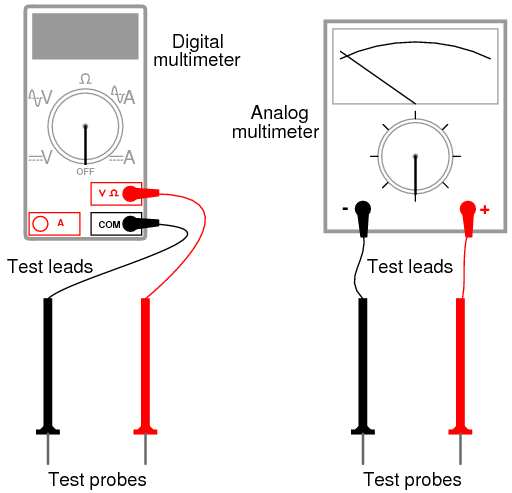 Digital
multimeter
Ω
V
A
V
A
OFF
V Ω
A
COM
Test leads
Test probes
Analog
multimeter
-
+
Test leads
Test probes